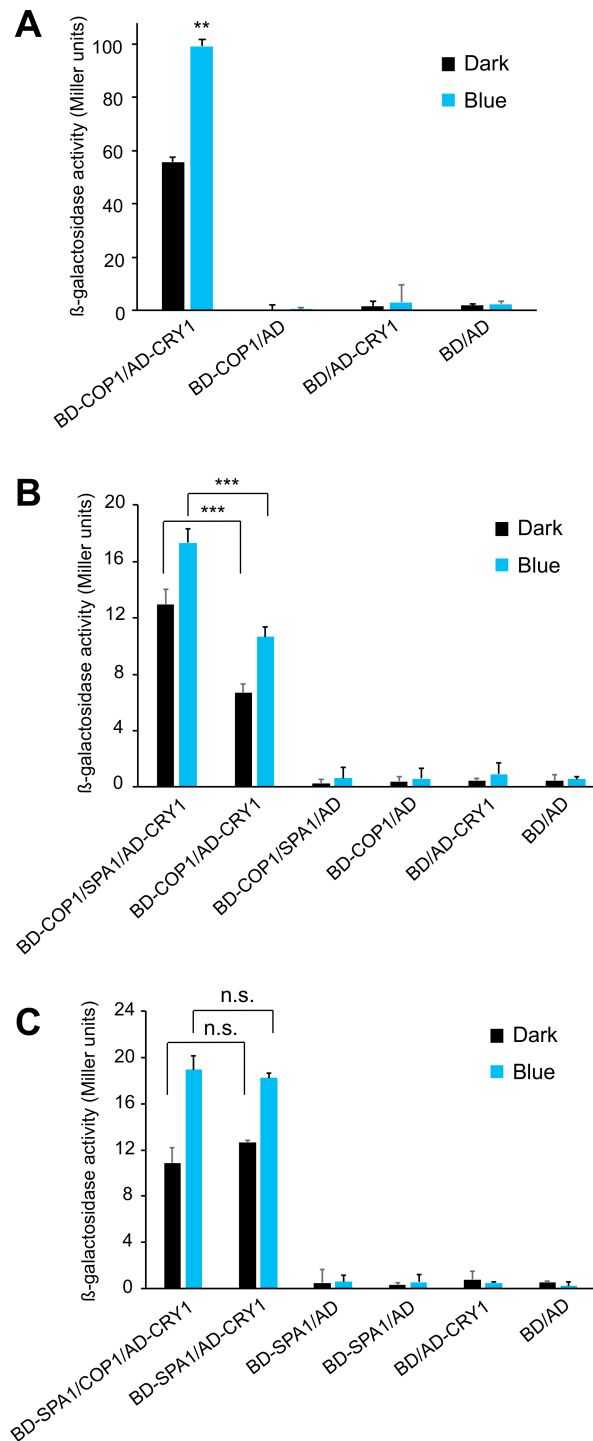 A
ß-galactosidase activity (Miller units)
100
80
60
40
20
0
**
Dark
Blue
BD-COP1/AD-CRY1
BD-COP1/AD
BD/AD-CRY1
BD/AD
B
ß-galactosidase activity (Miller units)
20
16
12
8
4
0
***
***
Dark
Blue
BD-COP1/SPA1/AD-CRY1
BD-COP1/AD-CRY1
BD-COP1/SPA1/AD
BD-COP1/AD
BD/AD-CRY1
BD/AD
C
ß-galactosidase activity (Miller units)
24
20
16
12
8
4
0
n.s.
n.s.
Dark
Blue
BD-SPA1/COP1/AD-CRY1
BD-SPA1/AD-CRY1
BD-SPA1/AD
BD-SPA1/AD
BD/AD-CRY1
BD/AD